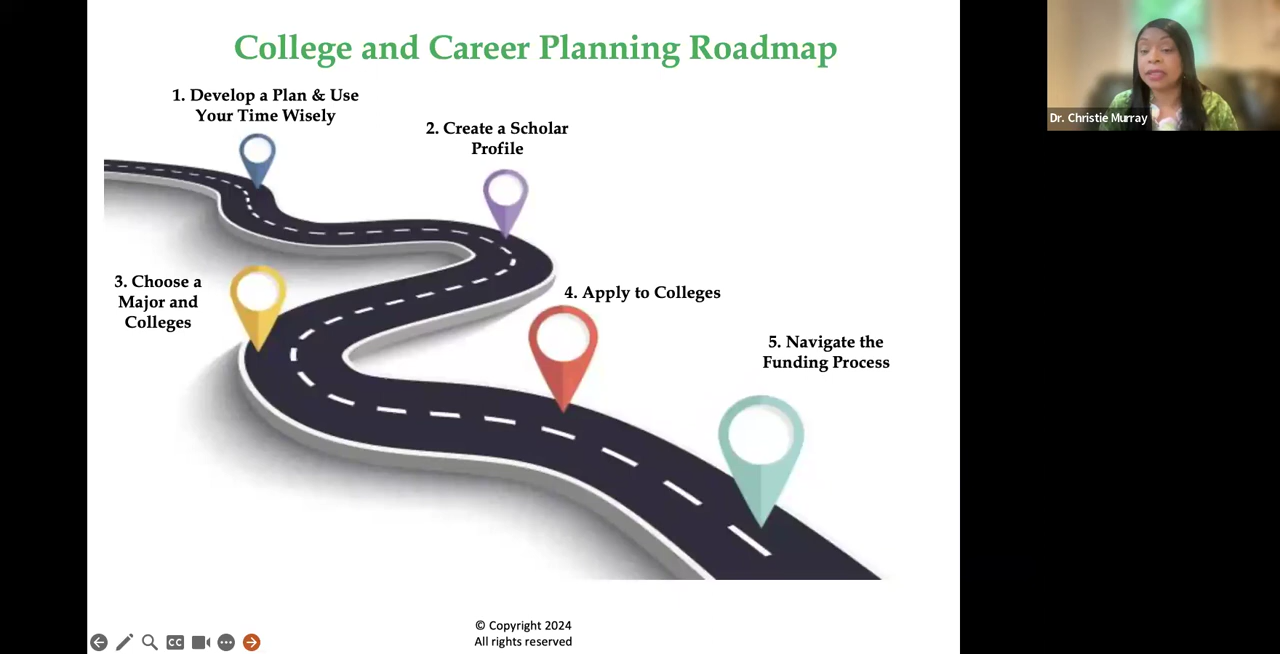 College and Career Planning Roadmap
1. Develop a Plan & Use
Your Time Wisely
2. Create a Scholar
Profile
3. Choose a
Major and
Colleges
4. Apply to Colleges
5. Navigate the
Funding Process
© Copyright 2024
All rights reserved
CC
Dr. Christie Murray